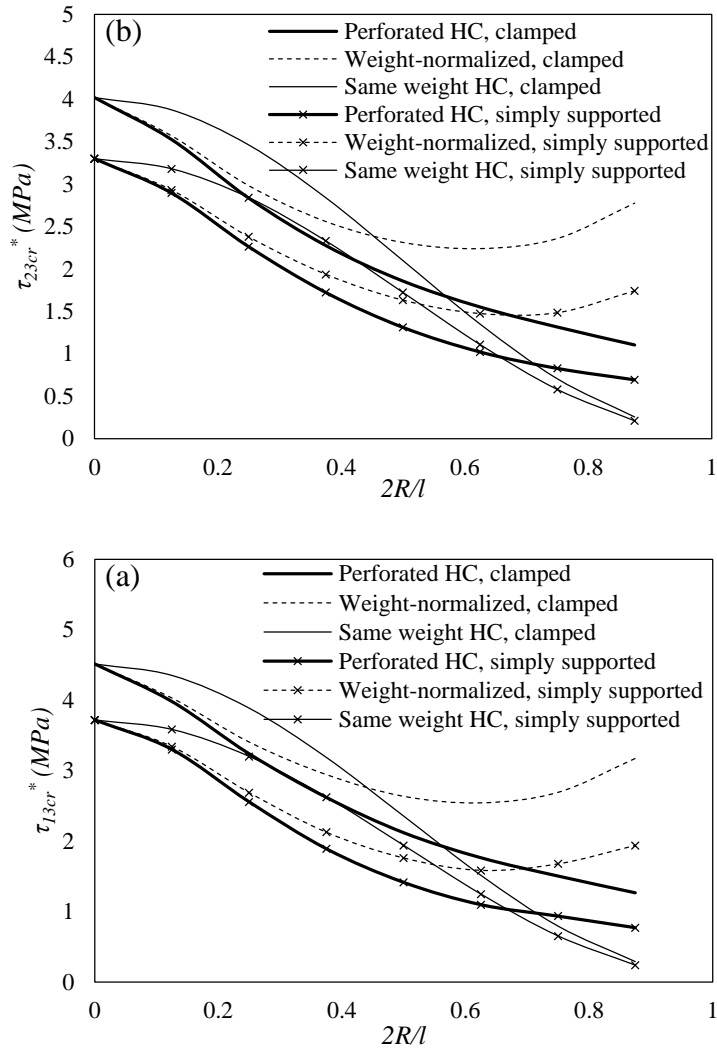 (b)
Perforated HC, clamped
Weight-normalized, clamped
Same weight HC, clamped
Perforated HC, simply supported
Weight-normalized, simply supported
Same weight HC, simply supported
5
4.5
4
3.5
3
2.5
2
1.5
1
0.5
0
τ23cr* (MPa)
0 0.2 0.4 0.6 0.8 1
2R/l
(a)
Perforated HC, clamped
Weight-normalized, clamped
Same weight HC, clamped
Perforated HC, simply supported
Weight-normalized, simply supported
Same weight HC, simply supported
6
5
4
3
2
1
0
τ13cr* (MPa)
0 0.2 0.4 0.6 0.8 1
2R/l